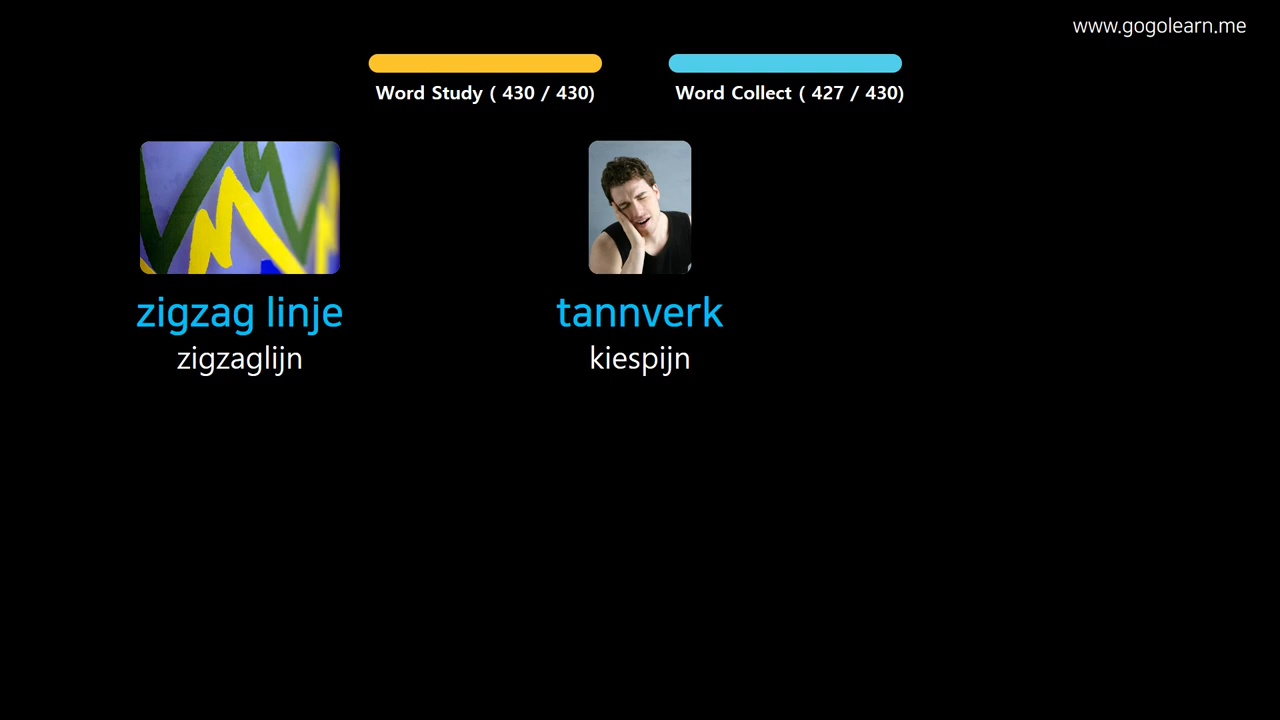 www.gogolearn.me
Word Study ( 430 / 430)
Word Collect ( 427 / 430)
zigzag linje
zigzaglijn
tannverk
kiespijn